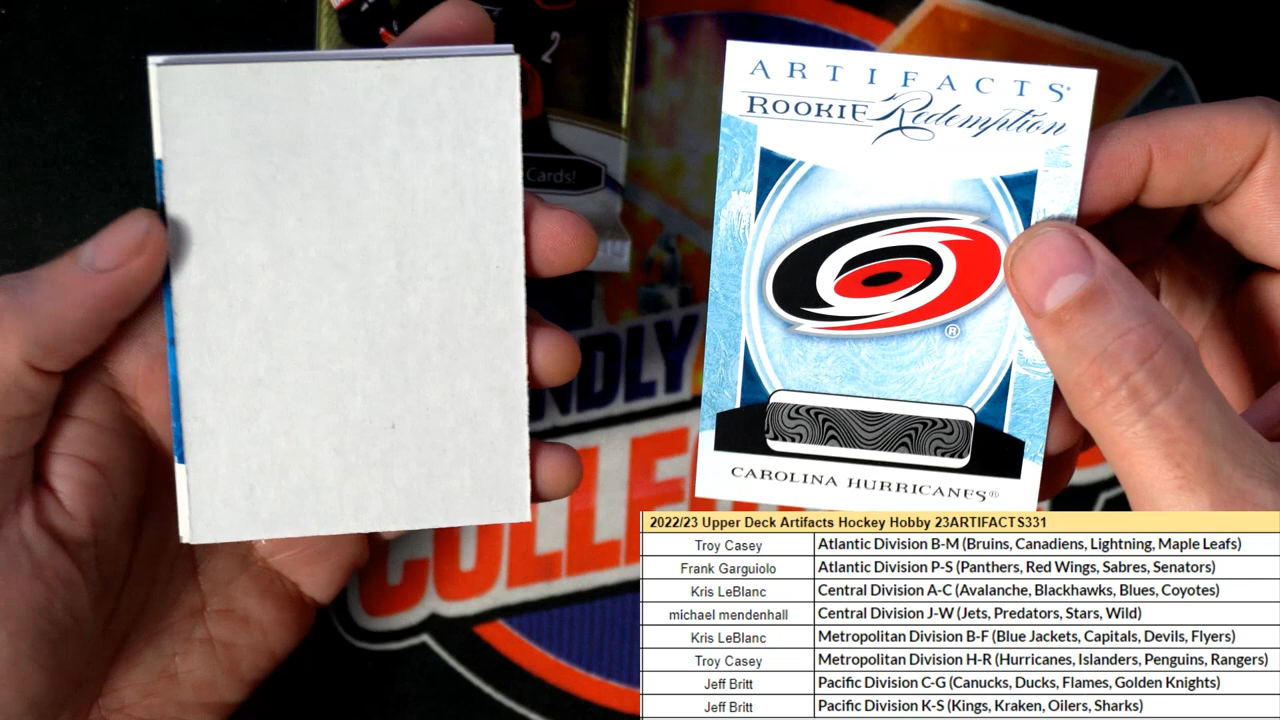 2
Cards!
NDLY
COLLE
ARTIFACTS
ROOKIE Redemption
®
CAROLINA HURRICANES®
2022/23 Upper Deck Artifacts Hockey Hobby 23ARTIFACTS331
Troy Casey Atlantic Division B-M (Bruins, Canadiens, Lightning, Maple Leafs)
Frank Garguiolo Atlantic Division P-S (Panthers, Red Wings, Sabres, Senators)
Kris LeBlanc Central Division A-C (Avalanche, Blackhawks, Blues, Coyotes)
michael mendenhall Central Division J-W (Jets, Predators, Stars, Wild)
Kris LeBlanc Metropolitan Division B-F (Blue Jackets, Capitals, Devils, Flyers)
Troy Casey Metropolitan Division H-R (Hurricanes, Islanders, Penguins, Rangers)
Jeff Britt Pacific Division C-G (Canucks, Ducks, Flames, Golden Knights)
Jeff Britt Pacific Division K-S (Kings, Kraken, Oilers, Sharks)